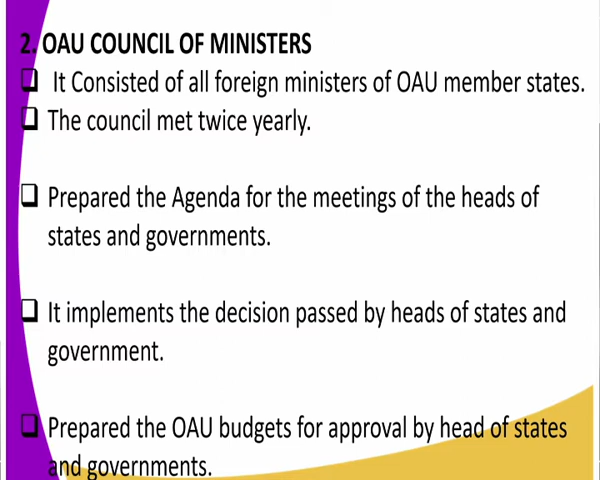 2. OAU COUNCIL OF MINISTERS
❑ It Consisted of all foreign ministers of OAU member states.
❑ The council met twice yearly.
❑ Prepared the Agenda for the meetings of the heads of
states and governments.
❑ It implements the decision passed by heads of states and
government.
❑ Prepared the OAU budgets for approval by head of states
and governments.